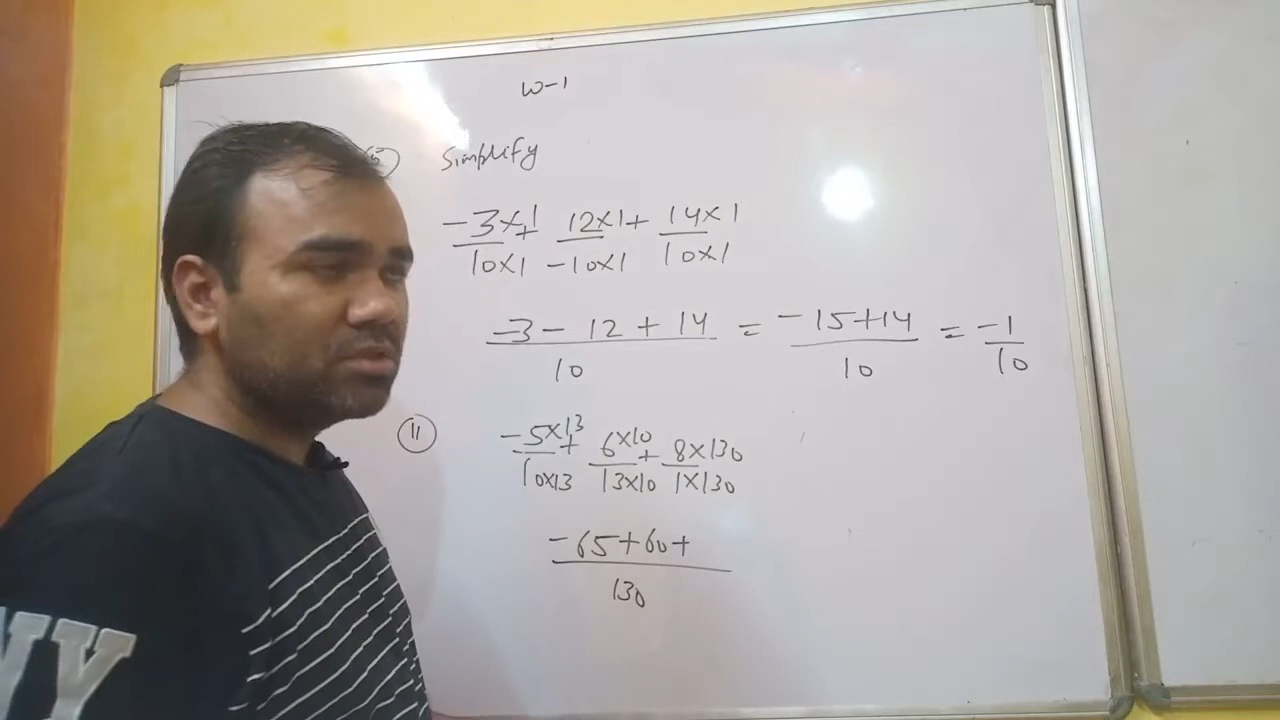 W-1
Simplify
-3×1/10×1 + 12×1/-10×1 + 14×1/10×1
-3 - 12 + 14/10 = -15+14/10 = -1/10
(11) -5×13/10×13 + 6×10/13×10 + 8×130/1×130
-65+60+/130